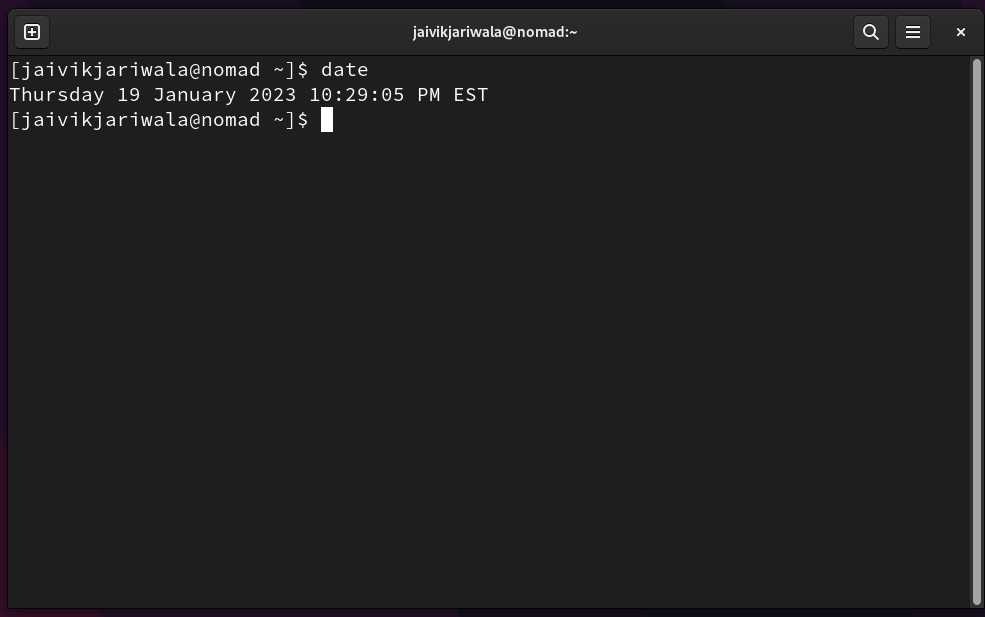 jaivikjariwala@nomad:~
[jaivikjariwala@nomad ~]$ date
Thursday 19 January 2023 10:29:05 PM EST
[jaivikjariwala@nomad ~]$